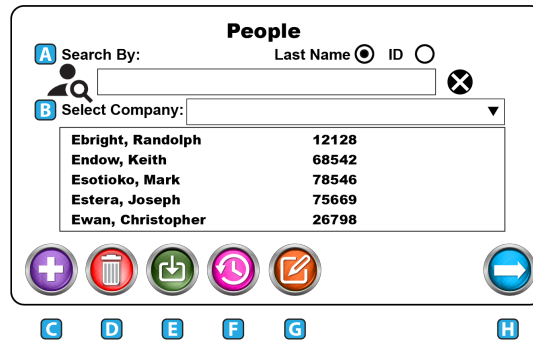 People
A Search By: Last Name ID
B Select Company:
Ebright, Randolph 12128
Endow, Keith 68542
Esotioko, Mark 78546
Estera, Joseph 75669
Ewan, Christopher 26798
C D E F G H